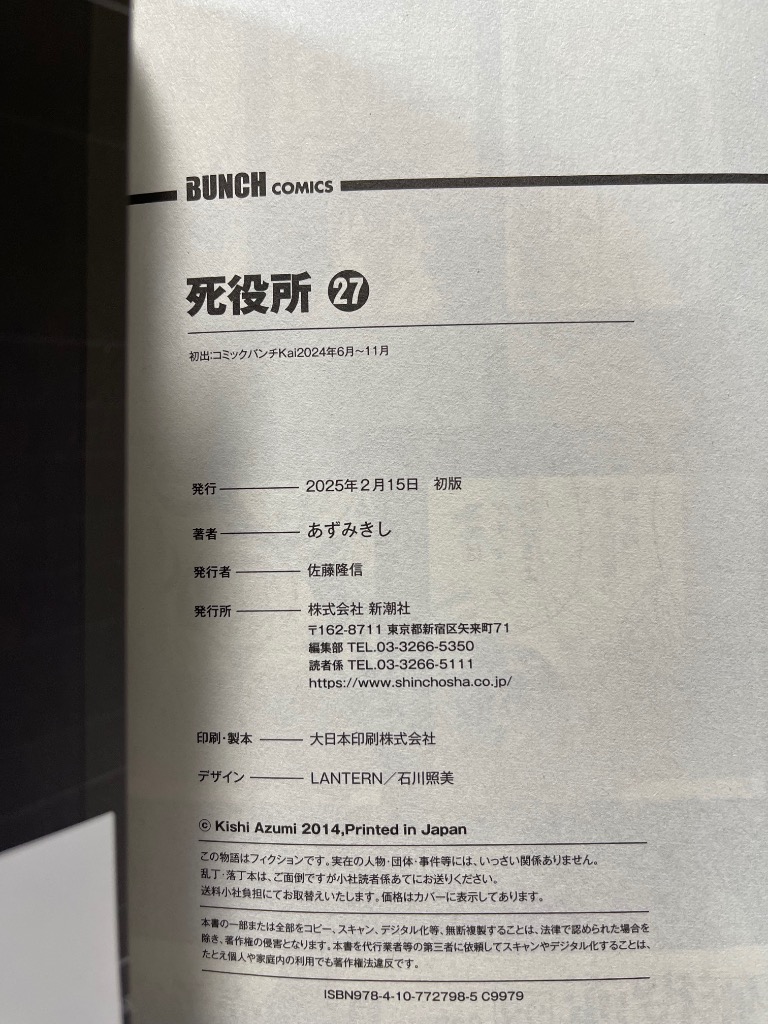 BUNCH COMICS
死役所 27
初出:コミックバンチKai2024年6月~11月
発行 2025年2月15日 初版
著者 あずみきし
発行者 佐藤隆信
発行所 株式会社 新潮社
〒162-8711 東京都新宿区矢来町71
編集部 TEL.03-3266-5350
読者係 TEL.03-3266-5111
https://www.shinchosha.co.jp/
印刷・製本 大日本印刷株式会社
デザイン LANTERN/石川照美
© Kishi Azumi 2014,Printed in Japan
この物語はフィクションです。実在の人物・団体・事件等には、いっさい関係ありません。
乱丁・落丁本は、ご面倒ですが小社読者係あてにお送りください。
送料小社負担にてお取替えいたします。価格はカバーに表示してあります。
本書の一部または全部をコピー、スキャン、デジタル化等、無断複製することは、法律で認められた場合を
除き、著作権の侵害となります。本書を代行業者等の第三者に依頼してスキャンやデジタル化することは、
たとえ個人や家庭内の利用でも著作権法違反です。
ISBN978-4-10-772798-5 C9979